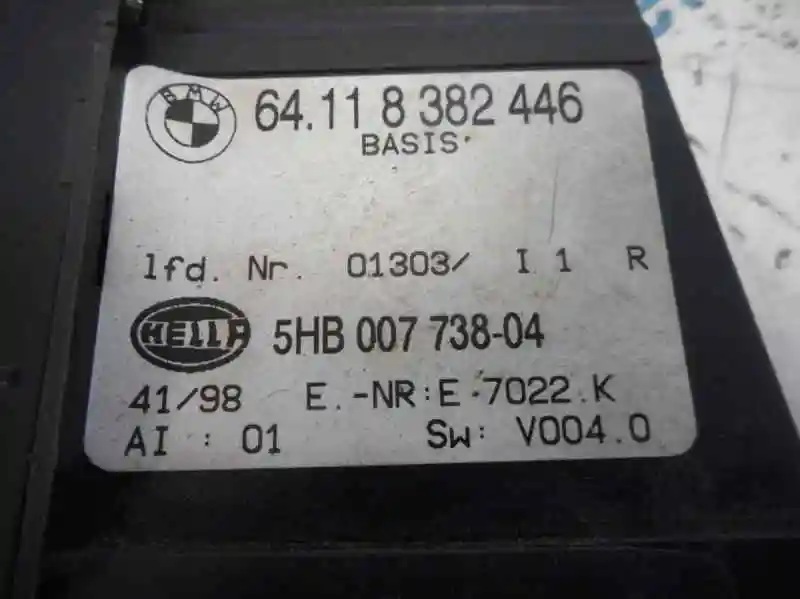 BMW 64.11 8 382 446
BASIS
lfd. Nr. 01303/ I 1 R
HELLA 5HB 007 738-04
41/98 E.-NR:E 7022.K
AI : 01 Sw: V004.0